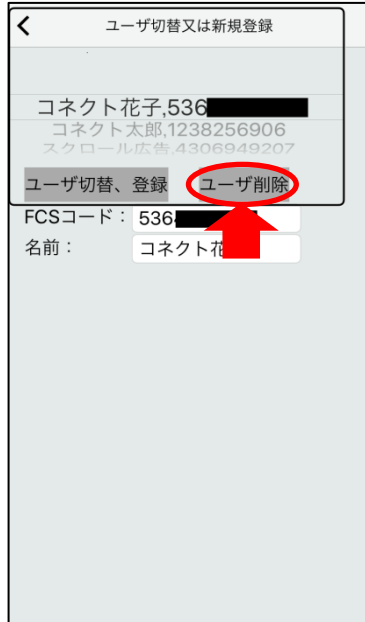 ユーザ切替又は新規登録
コネクト花子,536
コネクト太郎,1238256906
スクロール広告,4306949207
ユーザ切替、登録 ユーザ削除
FCSコード： 536
名前： コネクト花